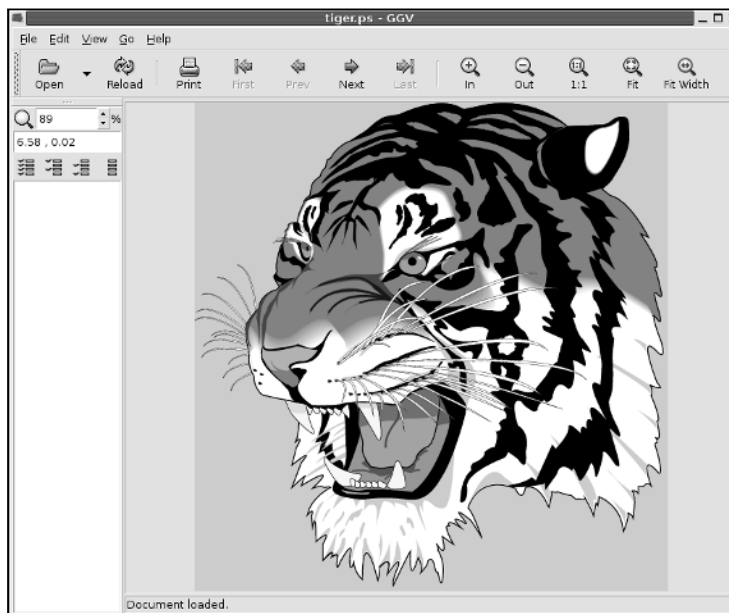 tiger.ps - GGV
File Edit View Go Help
Open Reload Print First Prev Next Last In Out 1:1 Fit Fit Width
89 %
6.58 , 0.02
Document loaded.